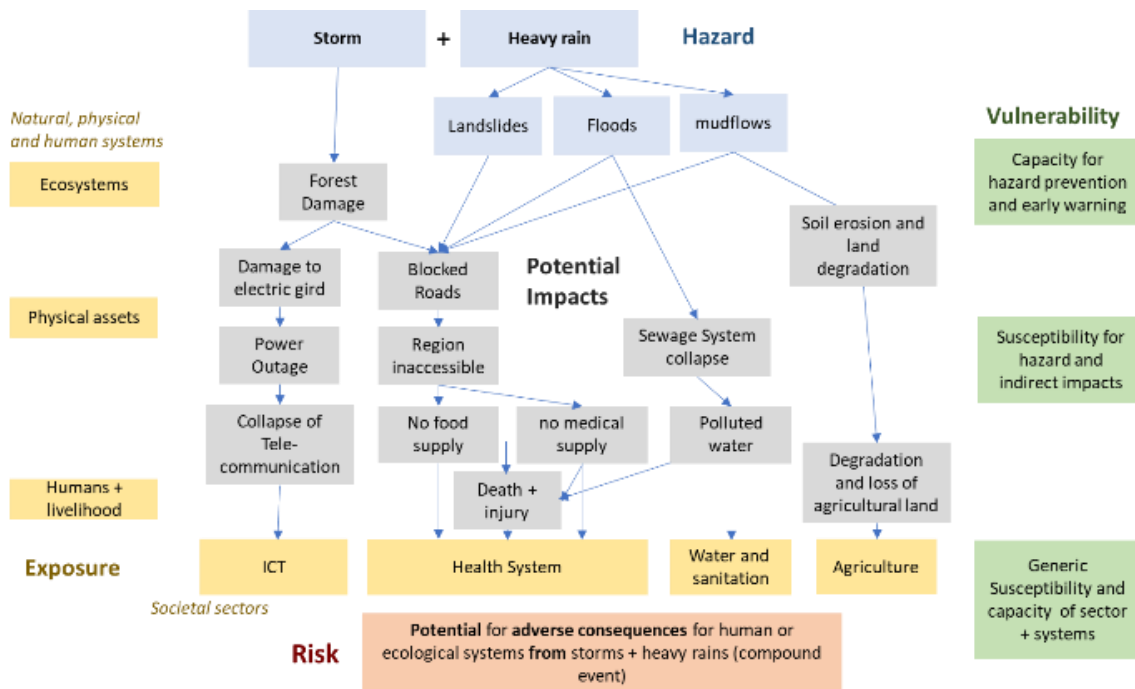 Storm
+
Heavy rain
Hazard
Natural, physical
and human systems
Landslides
Floods
mudflows
Vulnerability
Ecosystems
Forest
Damage
Capacity for
hazard prevention
and early warning
Soil erosion and
land
degradation
Damage to
electric gird
Blocked
Roads
Potential
Impacts
Physical assets
Power
Outage
Region
inaccessible
Sewage System
collapse
Susceptibility for
hazard and
indirect impacts
Collapse of
Tele-
communication
No food
supply
no medical
supply
Polluted
water
Humans +
livelihood
Death +
injury
Degradation
and loss of
agricultural land
Exposure
ICT
Health System
Water and
sanitation
Agriculture
Generic
Susceptibility and
capacity of sector
+ systems
Societal sectors
Risk
Potential for adverse consequences for human or
ecological systems from storms + heavy rains (compound
event)